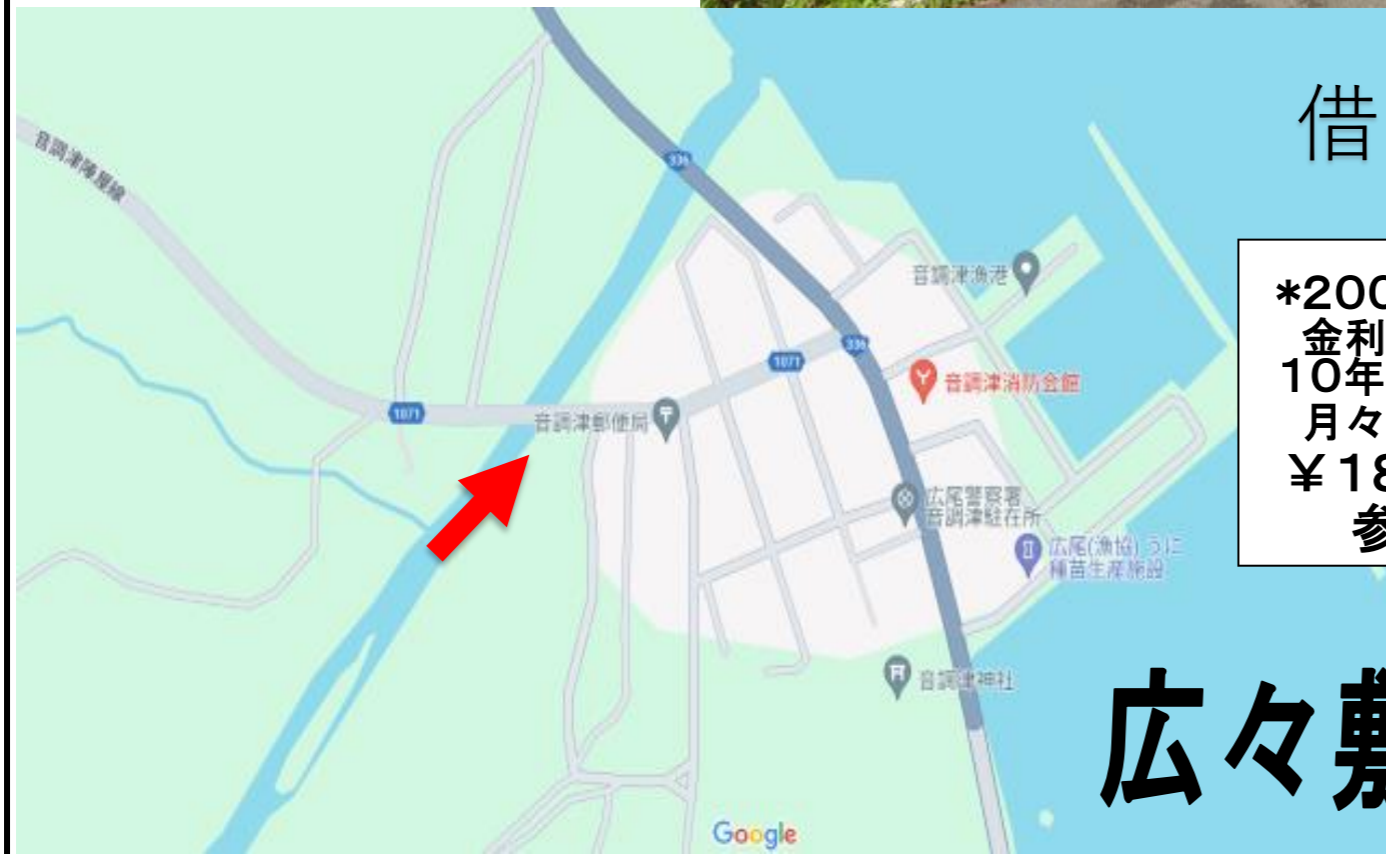 借
音調津陣屋線
336
音調津漁港
*200
金利
10年
月々
¥18
336
1071
音調津消防会館
1071
音調津郵便局
広尾警察署
音調津駐在所
広尾(漁協)うに
種苗生産施設
音調津神社
広々敷
Google